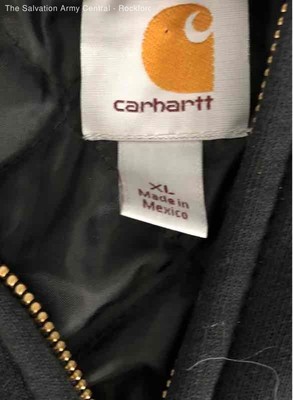 The Salvation Army Central - Rockford
carhartt
XL
Made in
Mexico